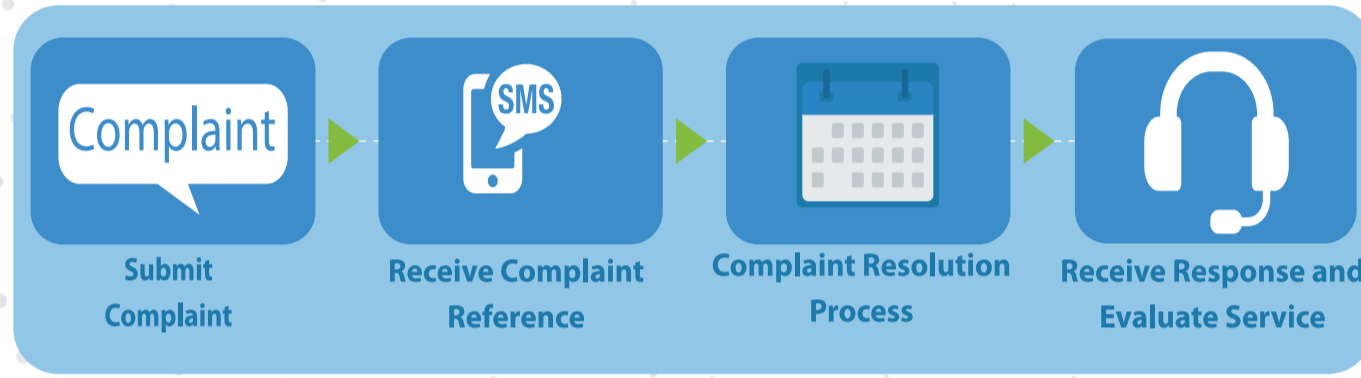 Complaint
SMS
Submit
Complaint
Receive Complaint
Reference
Complaint Resolution
Process
Receive Response and
Evaluate Service